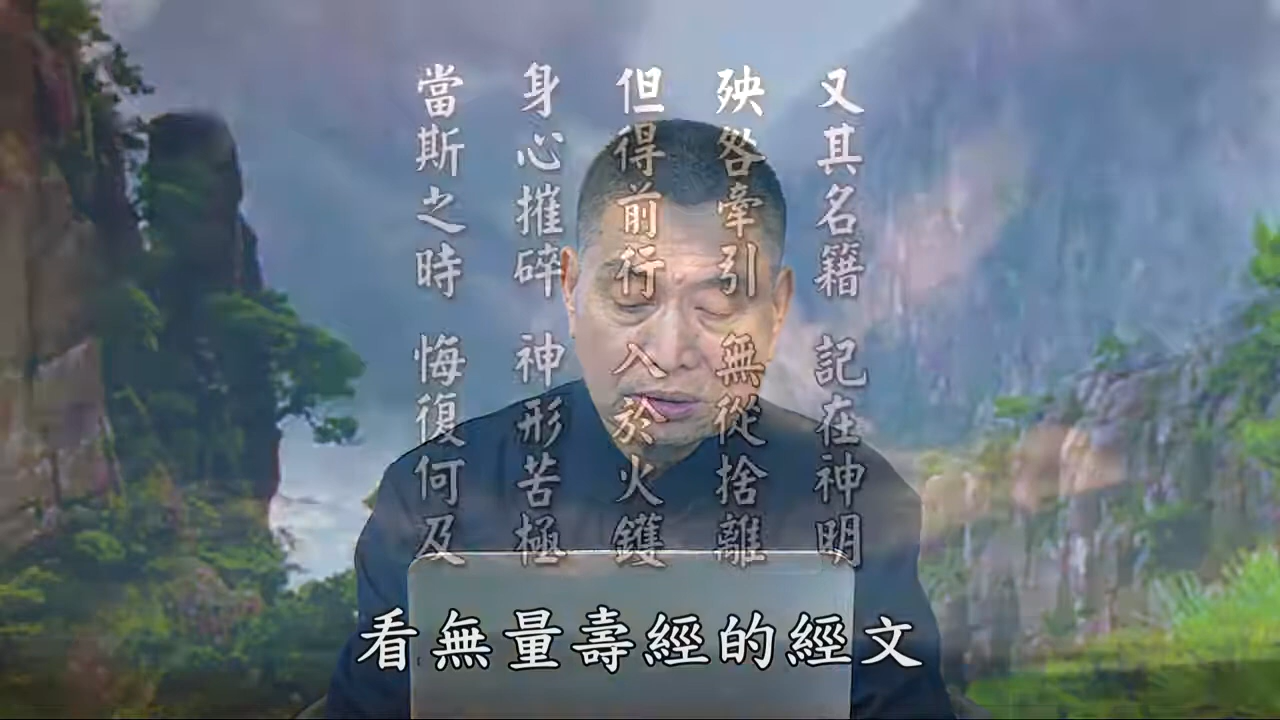 又其名籍 記在神明
殃咎牽引 無從捨離
但得前行 入於火鑊
身心摧碎 神形苦極
當斯之時 悔復何及
看無量壽經的經文